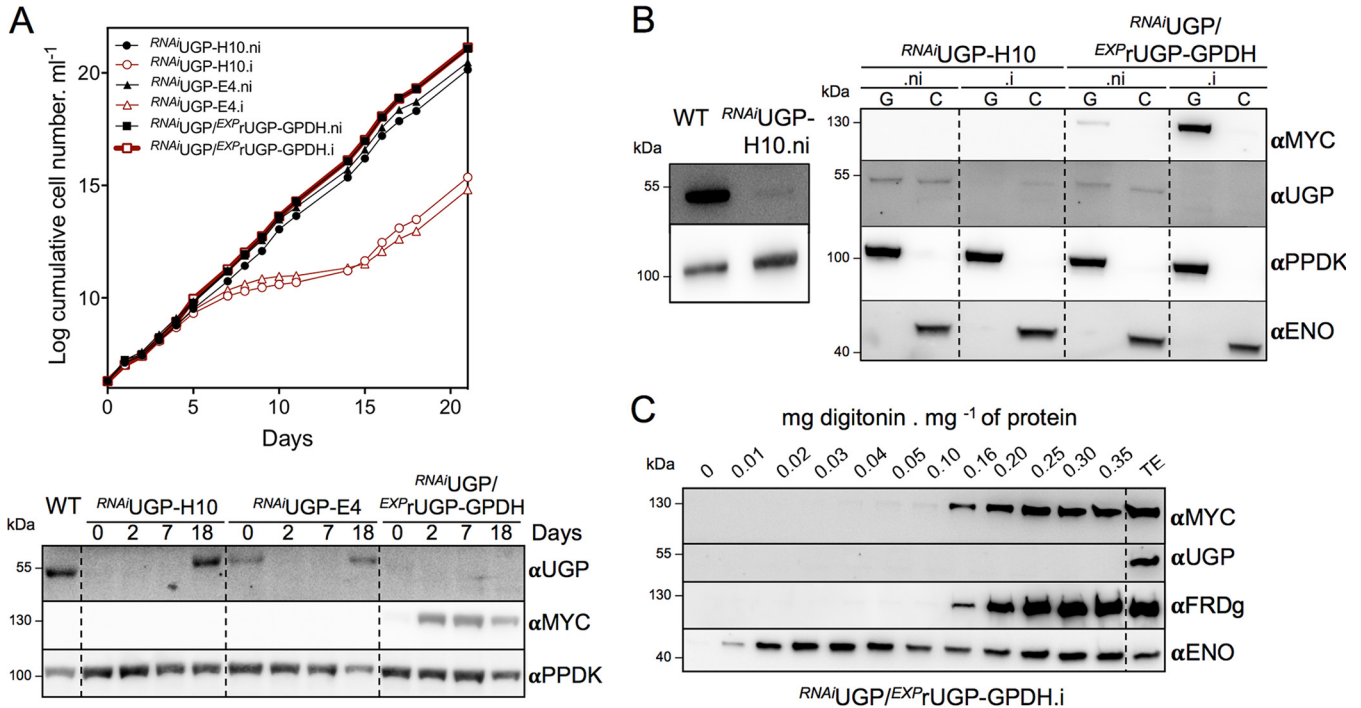 A
Log cumulative cell number. ml-1
20
15
10
0 5 10 15 20
Days
RNAiUGP-H10.ni
RNAiUGP-H10.i
RNAiUGP-E4.ni
RNAiUGP-E4.i
RNAiUGP/EXPrUGP-GPDH.ni
RNAiUGP/EXPrUGP-GPDH.i
RNAiUGP/
WT RNAiUGP-H10 RNAiUGP-E4 EXPrUGP-GPDH
kDa 0 2 7 18 0 2 7 18 0 2 7 18 Days
55 αUGP
130 αMYC
100 αPPDK
B
WT RNAiUGP-
H10.ni
kDa
55
100
RNAiUGP/
RNAiUGP-H10 EXPrUGP-GPDH
.ni .i .ni .i
kDa G C G C G C G C
130 αMYC
55 αUGP
100 αPPDK
40 αENO
C
mg digitonin . mg -1 of protein
kDa 0 0.01 0.02 0.03 0.04 0.05 0.10 0.16 0.20 0.25 0.30 0.35 TE
130 αMYC
55 αUGP
130 αFRDg
40 αENO
RNAiUGP/EXPrUGP-GPDH.i